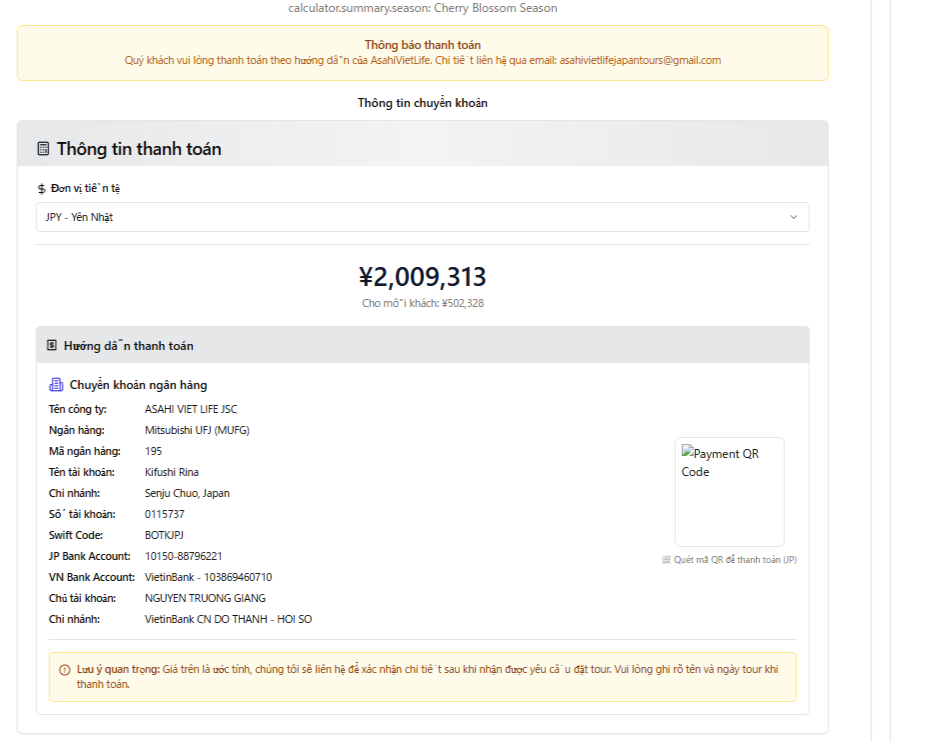 calculator.summary.season: Cherry Blossom Season
Thông báo thanh toán
Quý khách vui lòng thanh toán theo hướng dẫn của AsahiVietLife. Chi tiết liên hệ qua email: asahivietlifejapantours@gmail.com
Thông tin chuyển khoản
Thông tin thanh toán
$ Đơn vị tiền tệ
JPY - Yên Nhật
¥2,009,313
Cho mỗi khách: ¥502,328
Hướng dẫn thanh toán
Chuyển khoản ngân hàng
Tên công ty: ASAHI VIET LIFE JSC
Ngân hàng: Mitsubishi UFJ (MUFG)
Mã ngân hàng: 195
Tên tài khoản: Kifushi Rina
Chi nhánh: Senju Chuo, Japan
Số tài khoản: 0115737
Swift Code: BOTKJPJ
JP Bank Account: 10150-88796221
VN Bank Account: VietinBank - 103869460710
Chủ tài khoản: NGUYEN TRUONG GIANG
Chi nhánh: VietinBank CN DO THANH - HOI SO
Payment QR
Code
Quét mã QR để thanh toán (JP)
Lưu ý quan trọng: Giá trên là ước tính, chúng tôi sẽ liên hệ để xác nhận chi tiết sau khi nhận được yêu cầu đặt tour. Vui lòng ghi rõ tên và ngày tour khi
thanh toán.